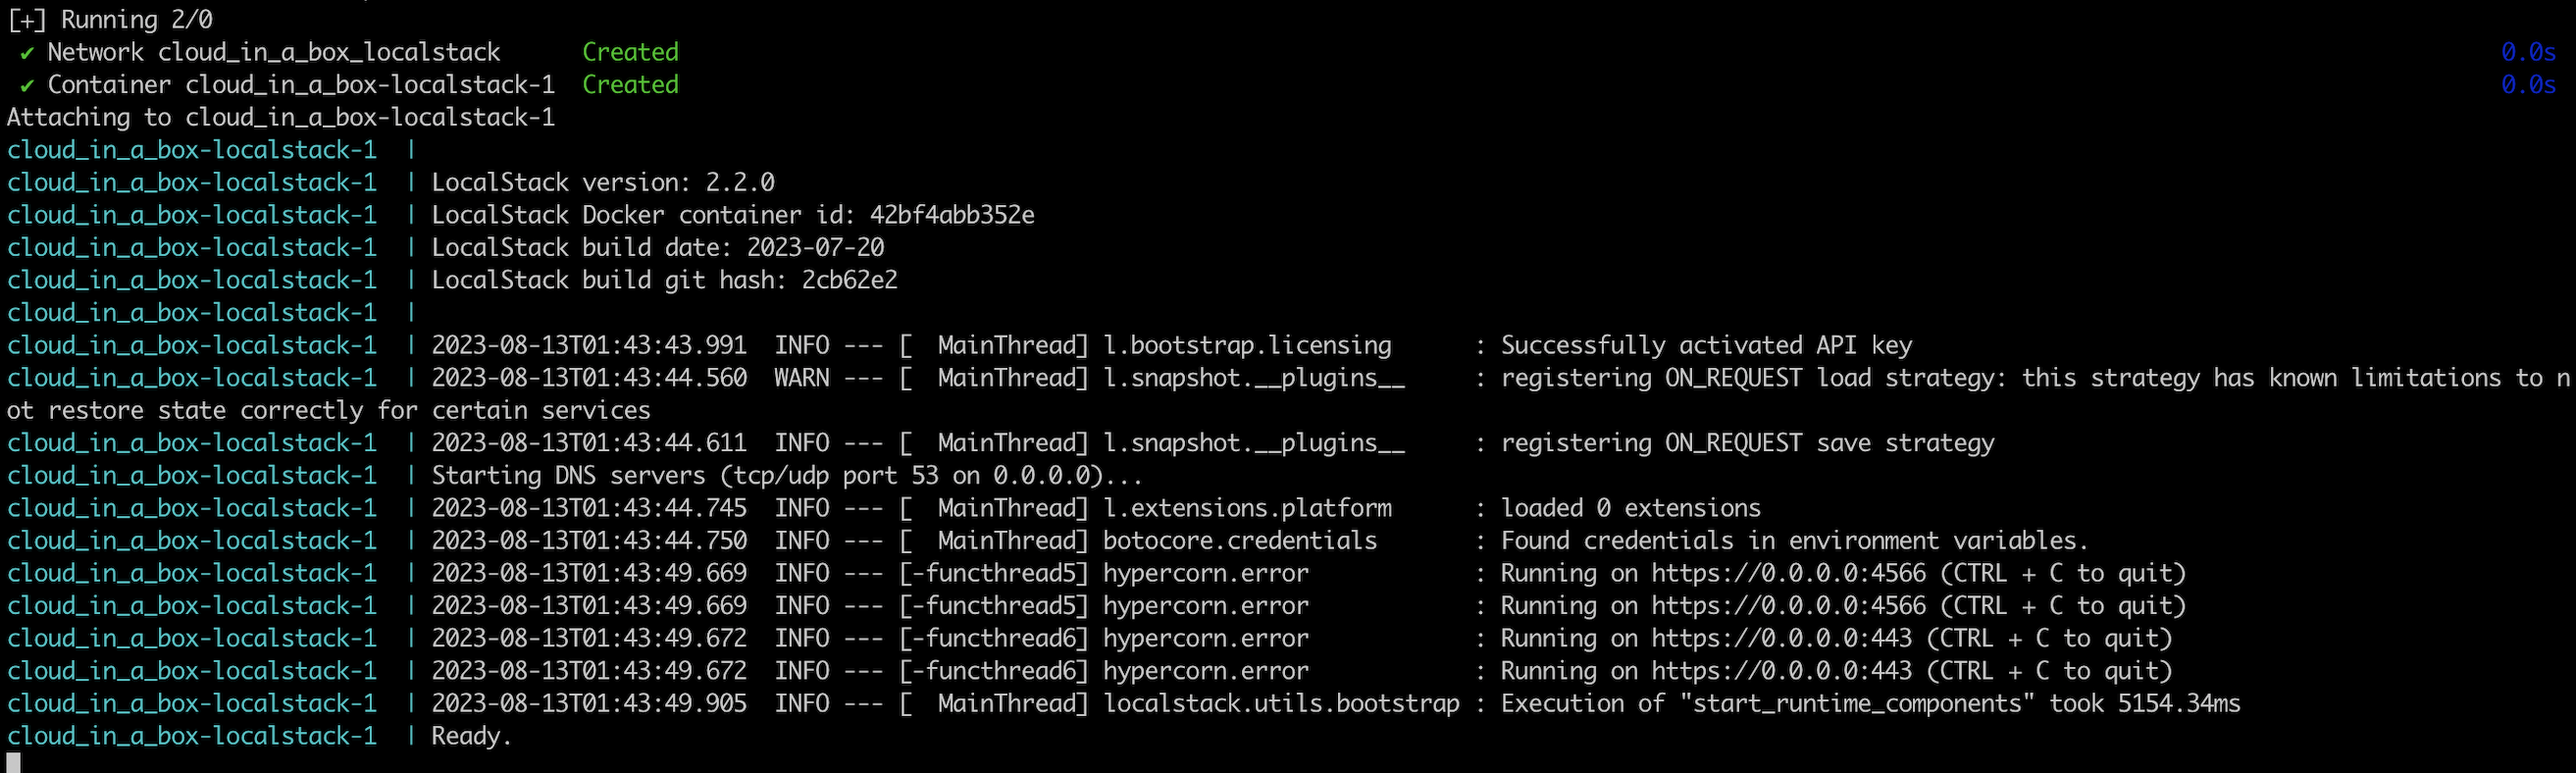 [+] Running 2/0
✔ Network cloud_in_a_box_localstack      Created 0.0s
✔ Container cloud_in_a_box-localstack-1  Created 0.0s
Attaching to cloud_in_a_box-localstack-1
cloud_in_a_box-localstack-1  |
cloud_in_a_box-localstack-1  | LocalStack version: 2.2.0
cloud_in_a_box-localstack-1  | LocalStack Docker container id: 42bf4abb352e
cloud_in_a_box-localstack-1  | LocalStack build date: 2023-07-20
cloud_in_a_box-localstack-1  | LocalStack build git hash: 2cb62e2
cloud_in_a_box-localstack-1  |
cloud_in_a_box-localstack-1  | 2023-08-13T01:43:43.991  INFO --- [  MainThread] l.bootstrap.licensing      : Successfully activated API key
cloud_in_a_box-localstack-1  | 2023-08-13T01:43:44.560  WARN --- [  MainThread] l.snapshot.__plugins__     : registering ON_REQUEST load strategy: this strategy has known limitations to n
ot restore state correctly for certain services
cloud_in_a_box-localstack-1  | 2023-08-13T01:43:44.611  INFO --- [  MainThread] l.snapshot.__plugins__     : registering ON_REQUEST save strategy
cloud_in_a_box-localstack-1  | Starting DNS servers (tcp/udp port 53 on 0.0.0.0)...
cloud_in_a_box-localstack-1  | 2023-08-13T01:43:44.745  INFO --- [  MainThread] l.extensions.platform      : loaded 0 extensions
cloud_in_a_box-localstack-1  | 2023-08-13T01:43:44.750  INFO --- [  MainThread] botocore.credentials       : Found credentials in environment variables.
cloud_in_a_box-localstack-1  | 2023-08-13T01:43:49.669  INFO --- [-functhread5] hypercorn.error            : Running on https://0.0.0.0:4566 (CTRL + C to quit)
cloud_in_a_box-localstack-1  | 2023-08-13T01:43:49.669  INFO --- [-functhread5] hypercorn.error            : Running on https://0.0.0.0:4566 (CTRL + C to quit)
cloud_in_a_box-localstack-1  | 2023-08-13T01:43:49.672  INFO --- [-functhread6] hypercorn.error            : Running on https://0.0.0.0:443 (CTRL + C to quit)
cloud_in_a_box-localstack-1  | 2023-08-13T01:43:49.672  INFO --- [-functhread6] hypercorn.error            : Running on https://0.0.0.0:443 (CTRL + C to quit)
cloud_in_a_box-localstack-1  | 2023-08-13T01:43:49.905  INFO --- [  MainThread] localstack.utils.bootstrap : Execution of "start_runtime_components" took 5154.34ms
cloud_in_a_box-localstack-1  | Ready.